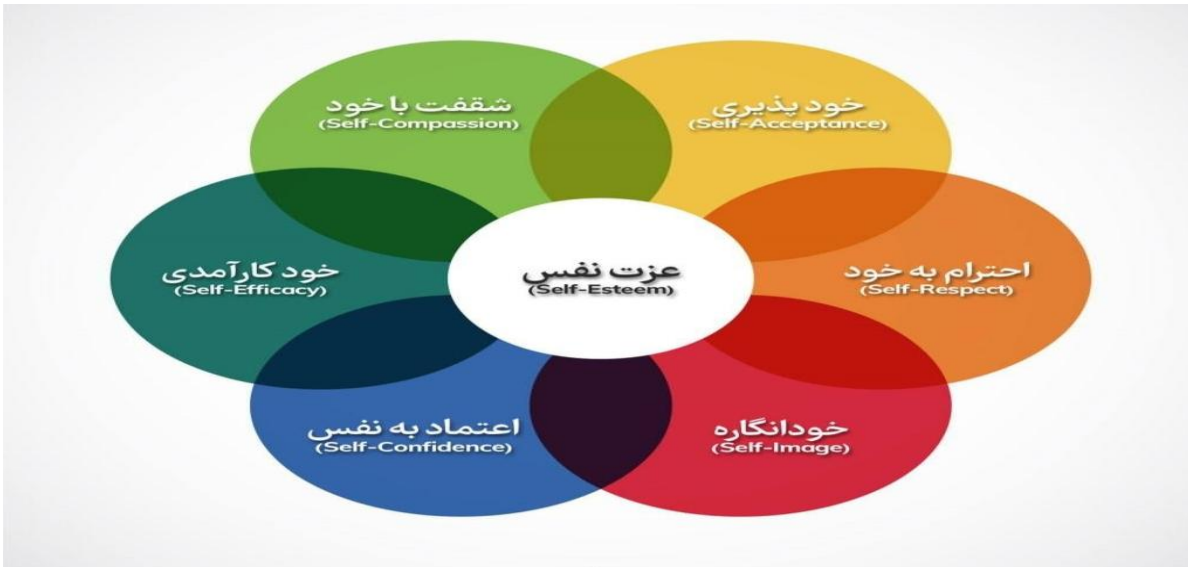 خود پذیری
(Self-Acceptance)
شقفت با خود
(Self-Compassion)
احترام به خود
(Self-Respect)
عزت نفس
(Self-Esteem)
خود کارآمدی
(Self-Efficacy)
خودانگاره
(Self-Image)
اعتماد به نفس
(Self-Confidence)